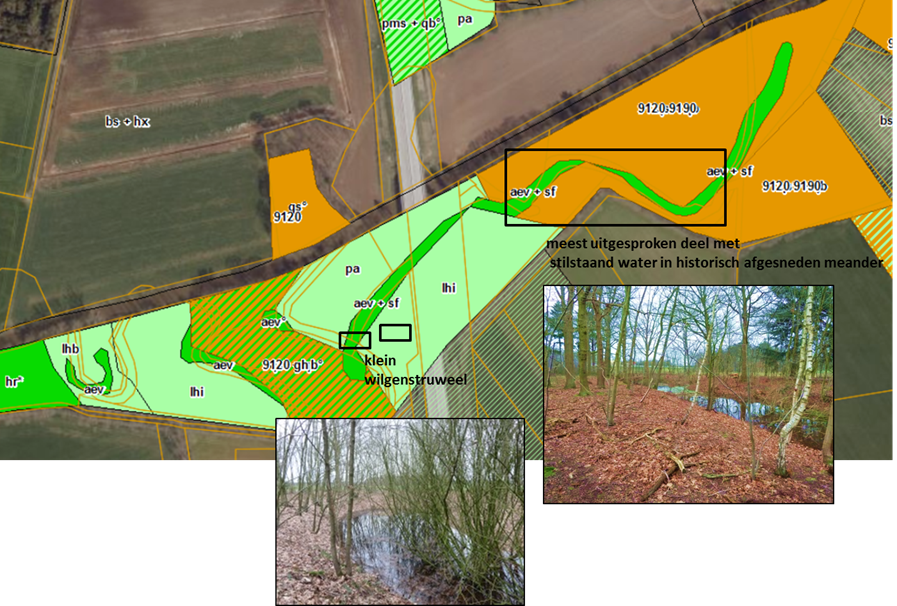 pms + qb°
pa
bs + hx
9120,9190,
bs
aev + sf
aev + sf
9120,9190b
qs°
9120
meest uitgesproken deel met
stilstaand water in historisch afgesneden meander
pa
lhi
aev + sf
aev°
lhb
aev
9120 gh,b°
klein
wilgenstruweel
hr°
aev
lhi